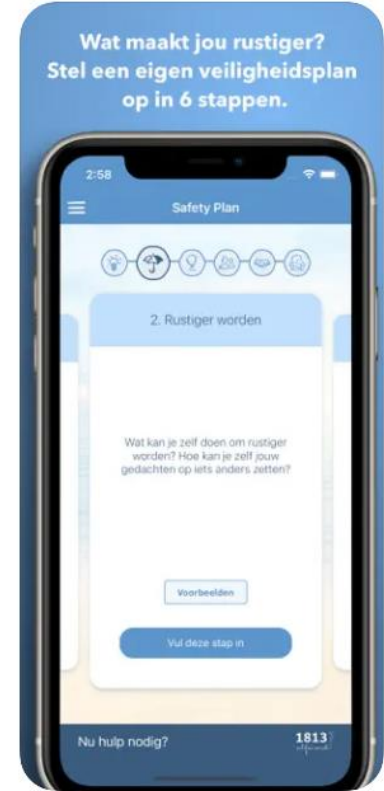 Wat maakt jou rustiger?
Stel een eigen veiligheidsplan
op in 6 stappen.
2:58
Safety Plan
2. Rustiger worden
Wat kan je zelf doen om rustiger
worden? Hoe kan je zelf jouw
gedachten op iets anders zetten?
Voorbeelden
Vul deze stap in
Nu hulp nodig?
1813